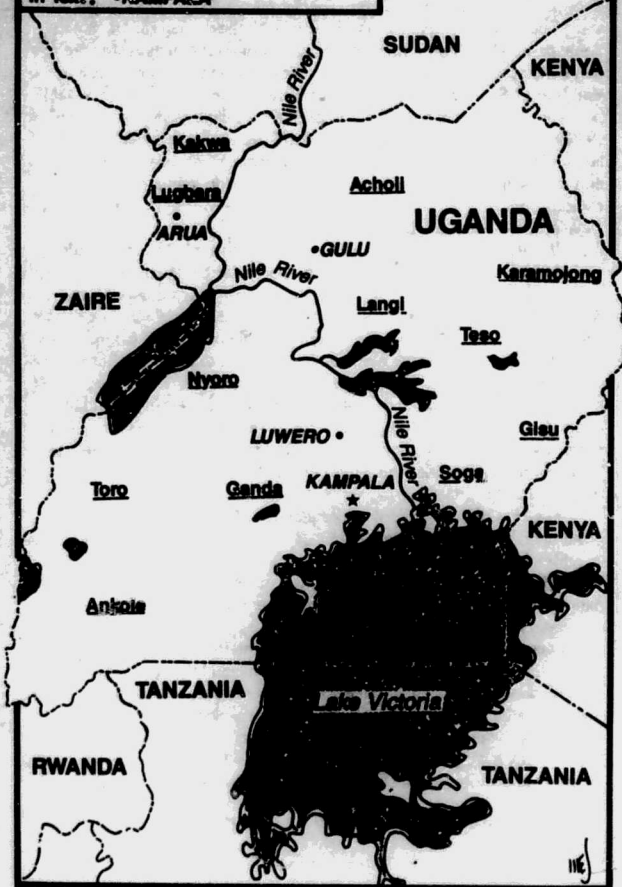 KAMPALA
SUDAN
KENYA
Nile River
Kakwa
Lugbara
ARUA
Acholi
UGANDA
GULU
Nile River
Karamojong
ZAIRE
Langi
Teso
Nyoro
Nile River
Gisu
LUWERO
Soga
Toro
Ganda
KAMPALA
KENYA
Ankole
TANZANIA
Lake Victoria
RWANDA
TANZANIA